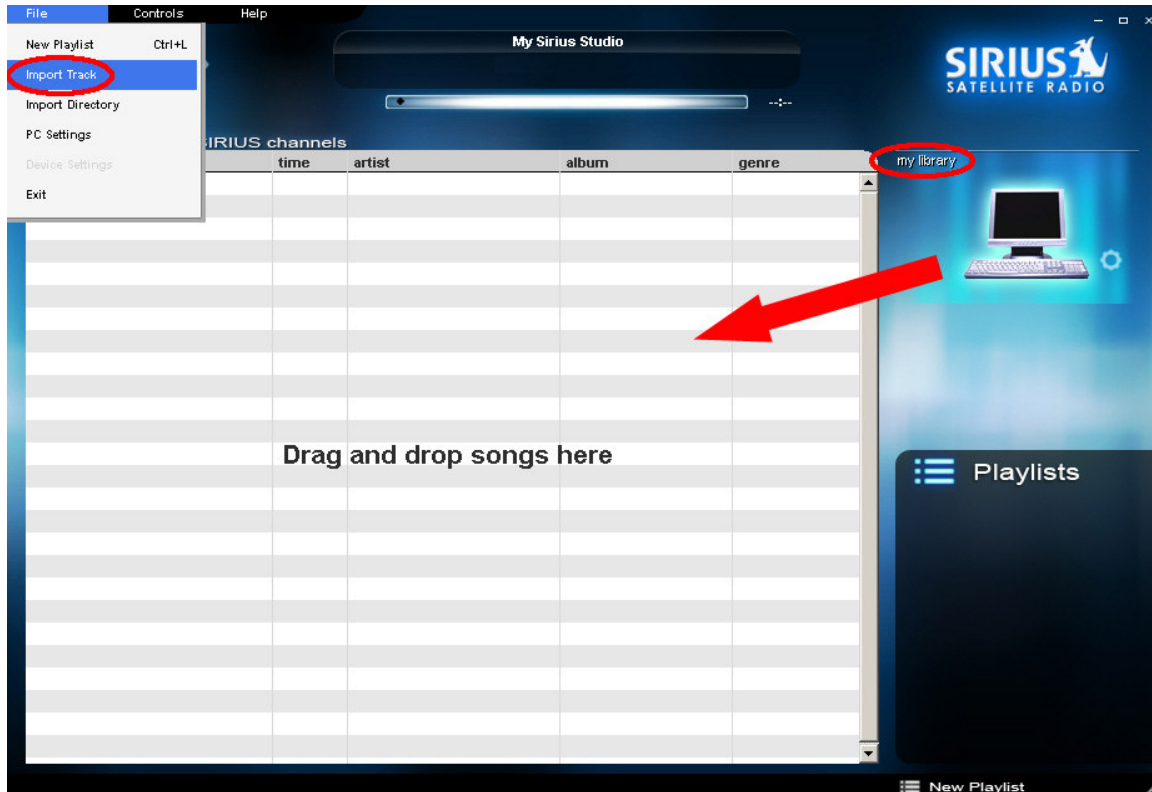 File Controls Help
New Playlist Ctrl+L
Import Track
Import Directory
PC Settings
Device Settings
Exit
My Sirius Studio
--:--
SIRIUS
SATELLITE RADIO
SIRIUS channels
time artist album genre
my library
Drag and drop songs here
Playlists
New Playlist